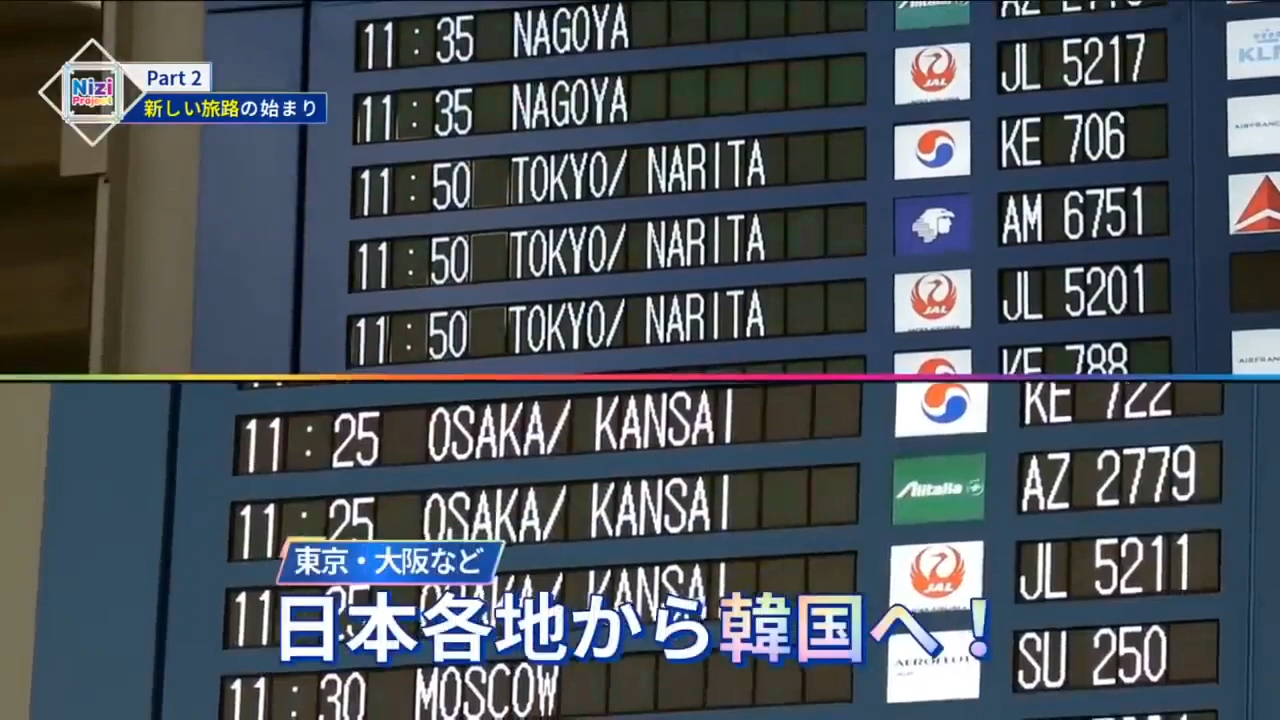 Nizi Project
Part 2
新しい旅路の始まり
11:35 NAGOYA
11:35 NAGOYA JAL JL 5217
11:50 TOKYO/ NARITA KE 706
11:50 TOKYO/ NARITA AM 6751
11:50 TOKYO/ NARITA JAL JL 5201
KE 788
KE 722
11:25 OSAKA/ KANSAI
11:25 OSAKA/ KANSAI Alitalia AZ 2779
11:25 OSAKA/ KANSAI JAL JL 5211
11:30 MOSCOW AEROFLOT SU 250
東京・大阪など
日本各地から韓国へ!